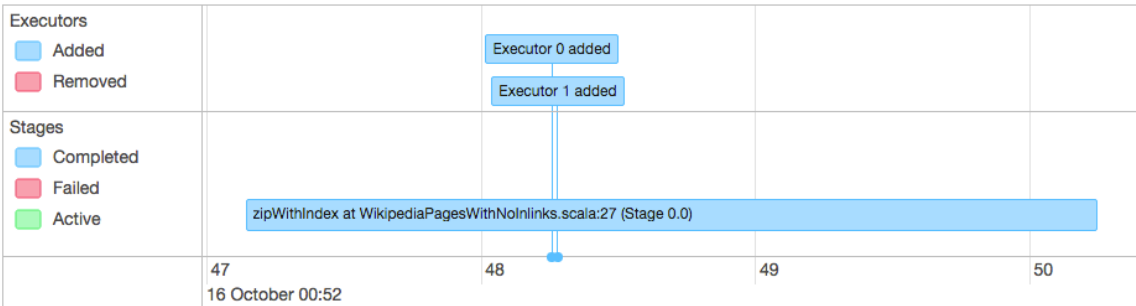 Executors
Added
Removed
Executor 0 added
Executor 1 added
Stages
Completed
Failed
Active
zipWithIndex at WikipediaPagesWithNoInlinks.scala:27 (Stage 0.0)
47 48 49 50
16 October 00:52